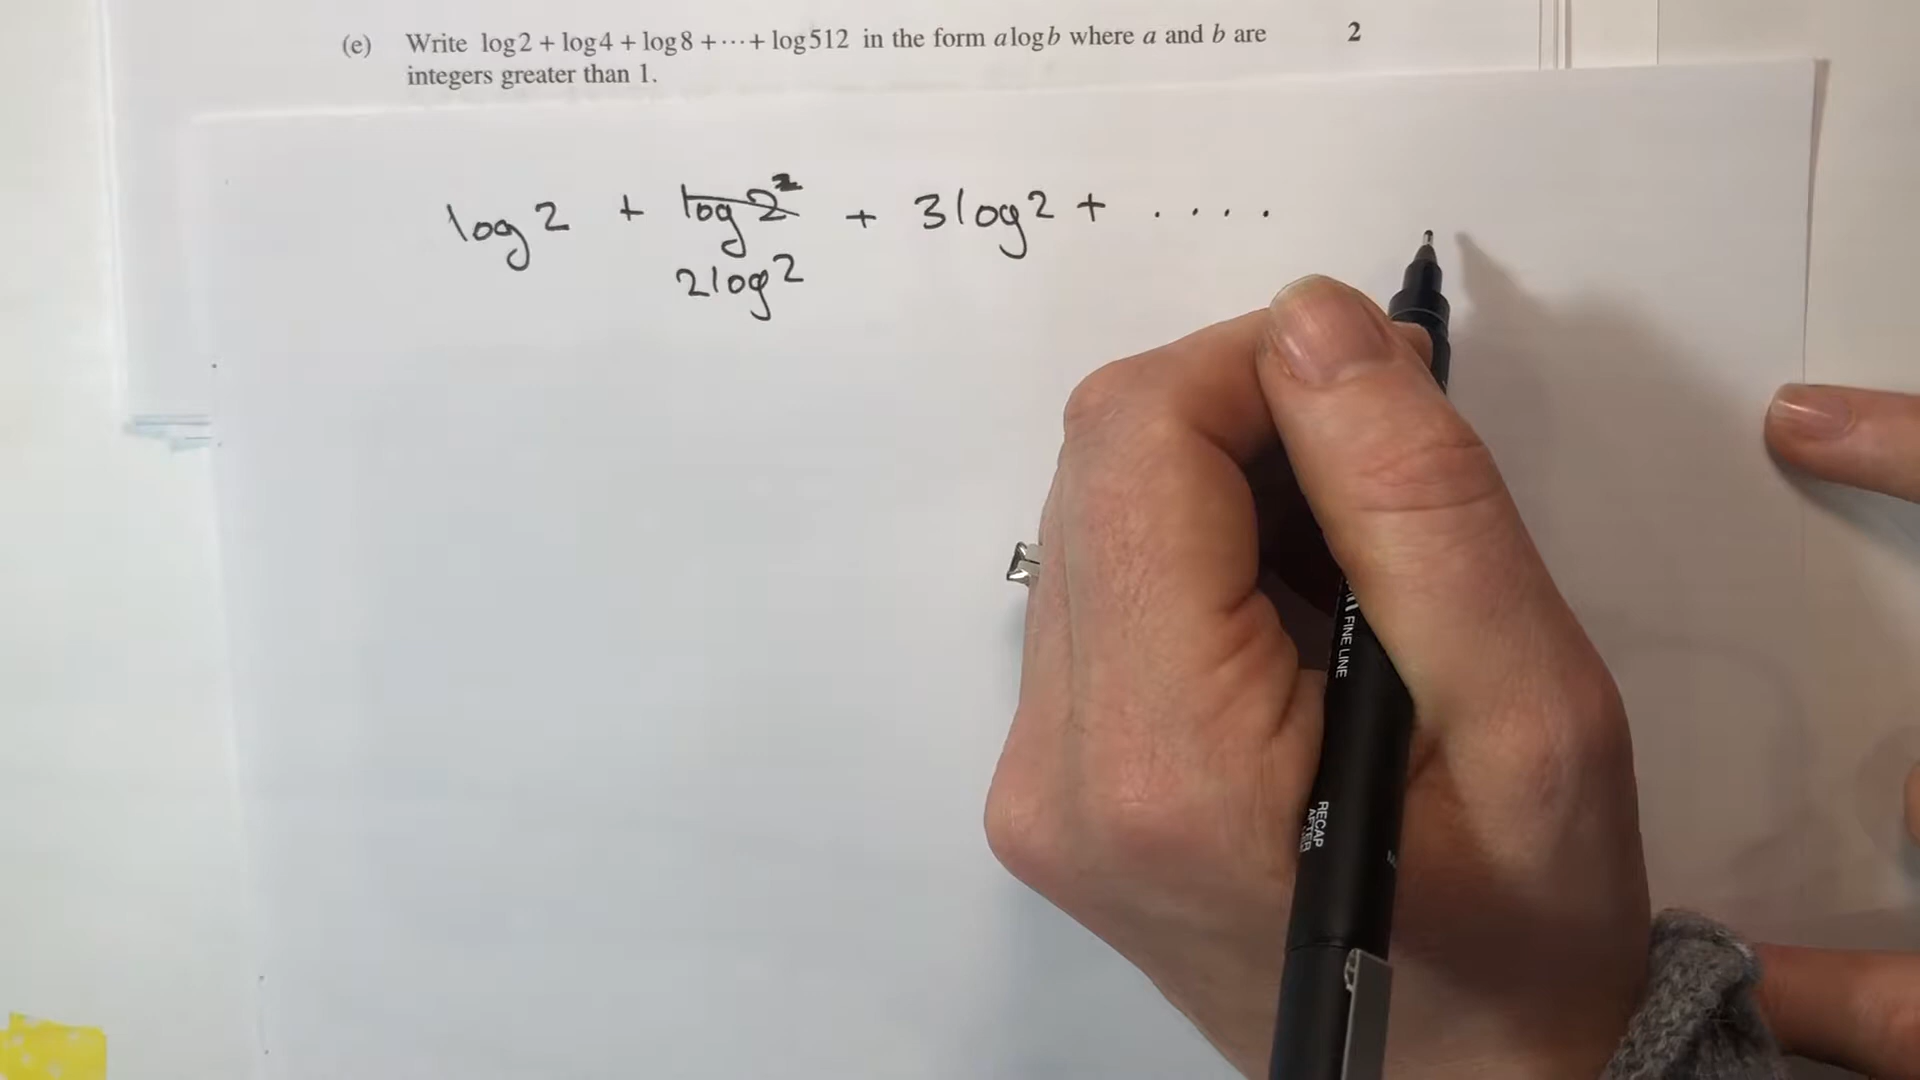 (e) Write log 2 + log 4 + log 8 + ··· + log 512 in the form a log b where a and b are 2
integers greater than 1.
log 2 + log 2² + 3 log 2 + ....
2 log 2
FINE LINE
RECAP
AFTER